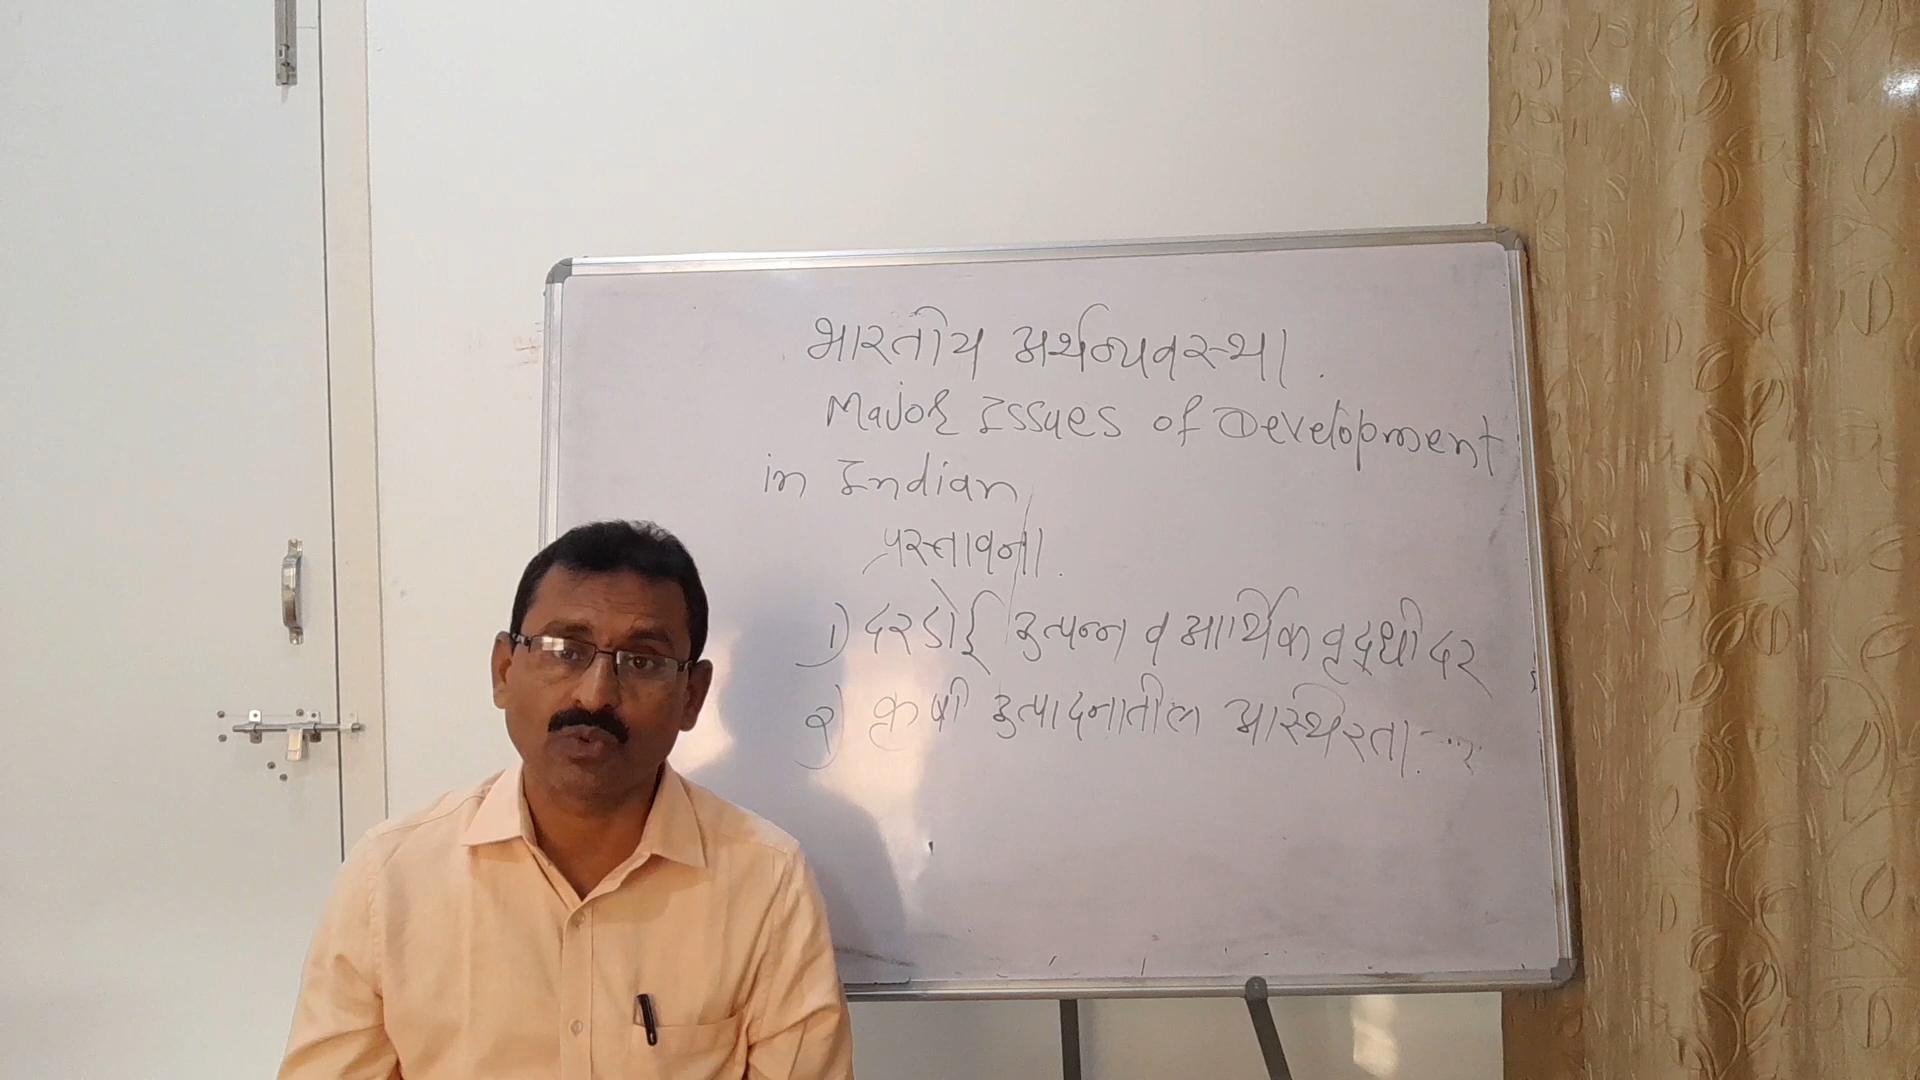 भारतीय अर्थव्यवस्था.
Major Issues of Development
in Indian
प्रस्तावना.
1) दरडोई उत्पन्न व आर्थिक वृद्धी दर
२) कृषी उत्पादनातील अस्थिरता.